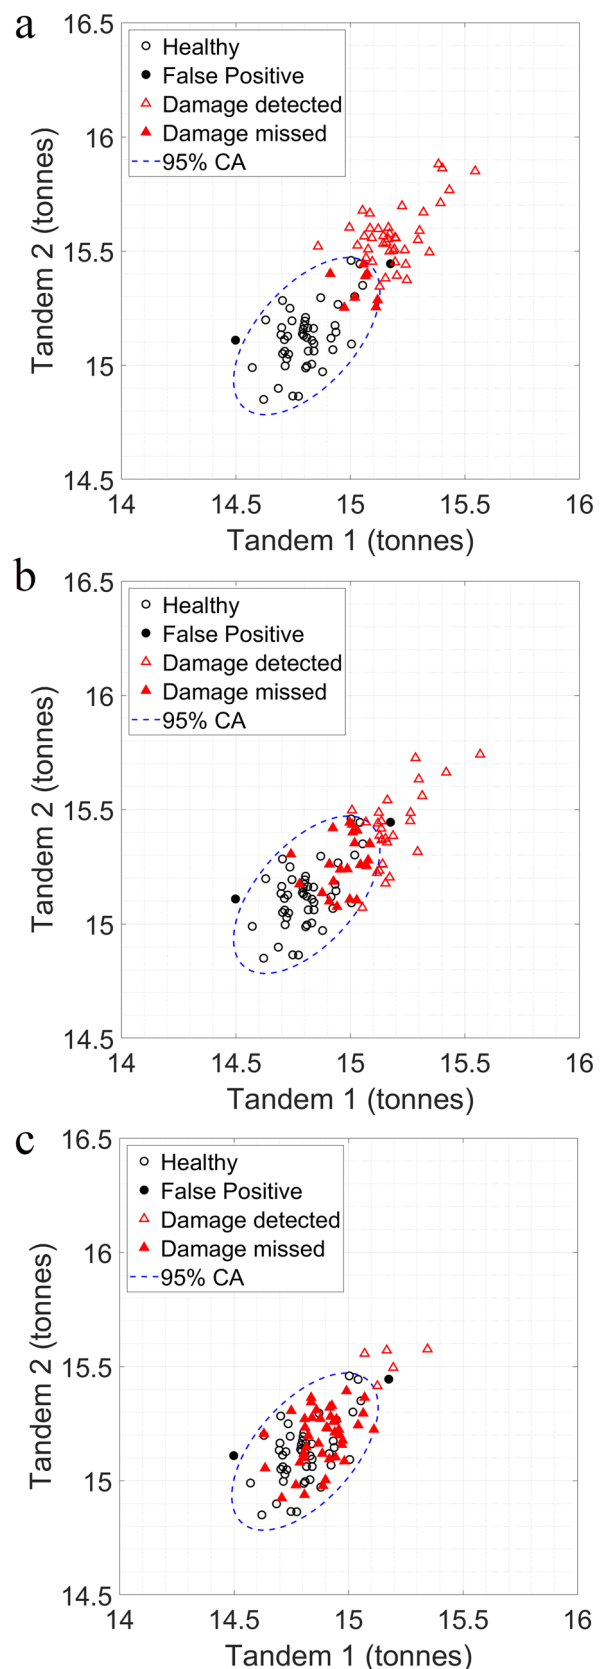 a
16.5
16
15.5
15
14.5
14
14.5
15
15.5
16
Tandem 2 (tonnes)
Tandem 1 (tonnes)
Healthy
False Positive
Damage detected
Damage missed
95% CA
b
16.5
16
15.5
15
14.5
14
14.5
15
15.5
16
Tandem 2 (tonnes)
Tandem 1 (tonnes)
Healthy
False Positive
Damage detected
Damage missed
95% CA
c
16.5
16
15.5
15
14.5
14
14.5
15
15.5
16
Tandem 2 (tonnes)
Tandem 1 (tonnes)
Healthy
False Positive
Damage detected
Damage missed
95% CA